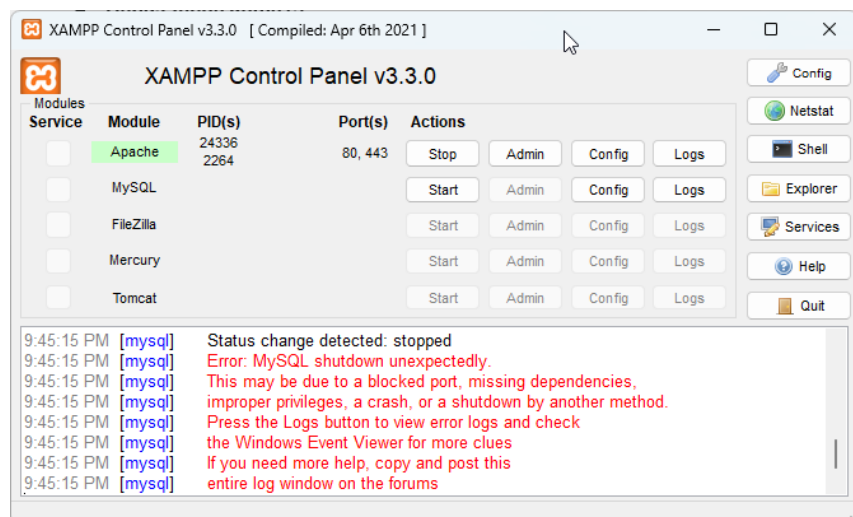 XAMPP Control Panel v3.3.0 [ Compiled: Apr 6th 2021 ]
XAMPP Control Panel v3.3.0
Config
Modules
Service Module PID(s) Port(s) Actions
Netstat
Apache 24336 2264 80, 443 Stop Admin Config Logs
Shell
MySQL Start Admin Config Logs
Explorer
FileZilla Start Admin Config Logs
Services
Mercury Start Admin Config Logs
Help
Tomcat Start Admin Config Logs
Quit
9:45:15 PM [mysql] Status change detected: stopped
9:45:15 PM [mysql] Error: MySQL shutdown unexpectedly.
9:45:15 PM [mysql] This may be due to a blocked port, missing dependencies,
9:45:15 PM [mysql] improper privileges, a crash, or a shutdown by another method.
9:45:15 PM [mysql] Press the Logs button to view error logs and check
9:45:15 PM [mysql] the Windows Event Viewer for more clues
9:45:15 PM [mysql] If you need more help, copy and post this
9:45:15 PM [mysql] entire log window on the forums